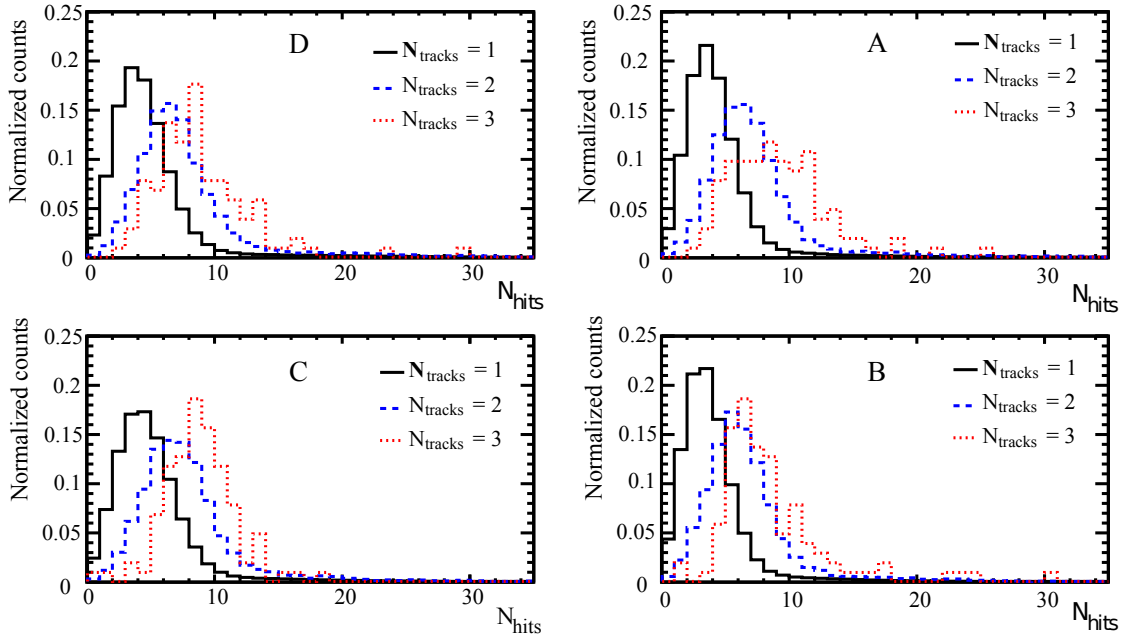 0.25
0.2
0.15
0.1
0.05
0
Normalized counts
D
N_tracks = 1
N_tracks = 2
N_tracks = 3
0 10 20 30
N_hits
0.25
0.2
0.15
0.1
0.05
0
Normalized counts
A
N_tracks = 1
N_tracks = 2
N_tracks = 3
0 10 20 30
N_hits
0.25
0.2
0.15
0.1
0.05
0
Normalized counts
C
N_tracks = 1
N_tracks = 2
N_tracks = 3
0 10 20 30
N_hits
0.25
0.2
0.15
0.1
0.05
0
Normalized counts
B
N_tracks = 1
N_tracks = 2
N_tracks = 3
0 10 20 30
N_hits